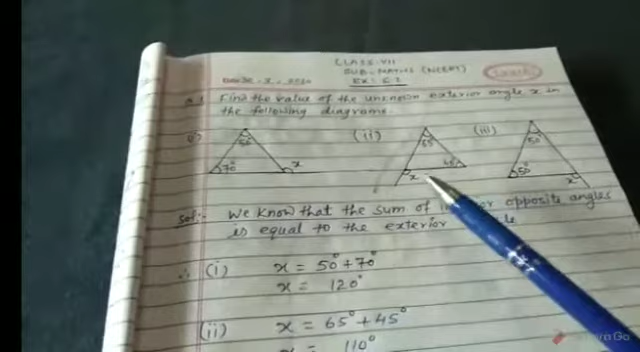 CLASS-VII
SUB-MATHS (NCERT)
EX: 6.2
Q.1 Find the value of the unknown exterior angle x in
the following diagrams
i) (ii) (iii)
50° 65° 50°
70° x 45° 50° x
x
Sol:- We know that the sum of opposite angles
is equal to the exterior
∴ (i) x = 50°+70°
x = 120°
(ii) x = 65°+45°
110°